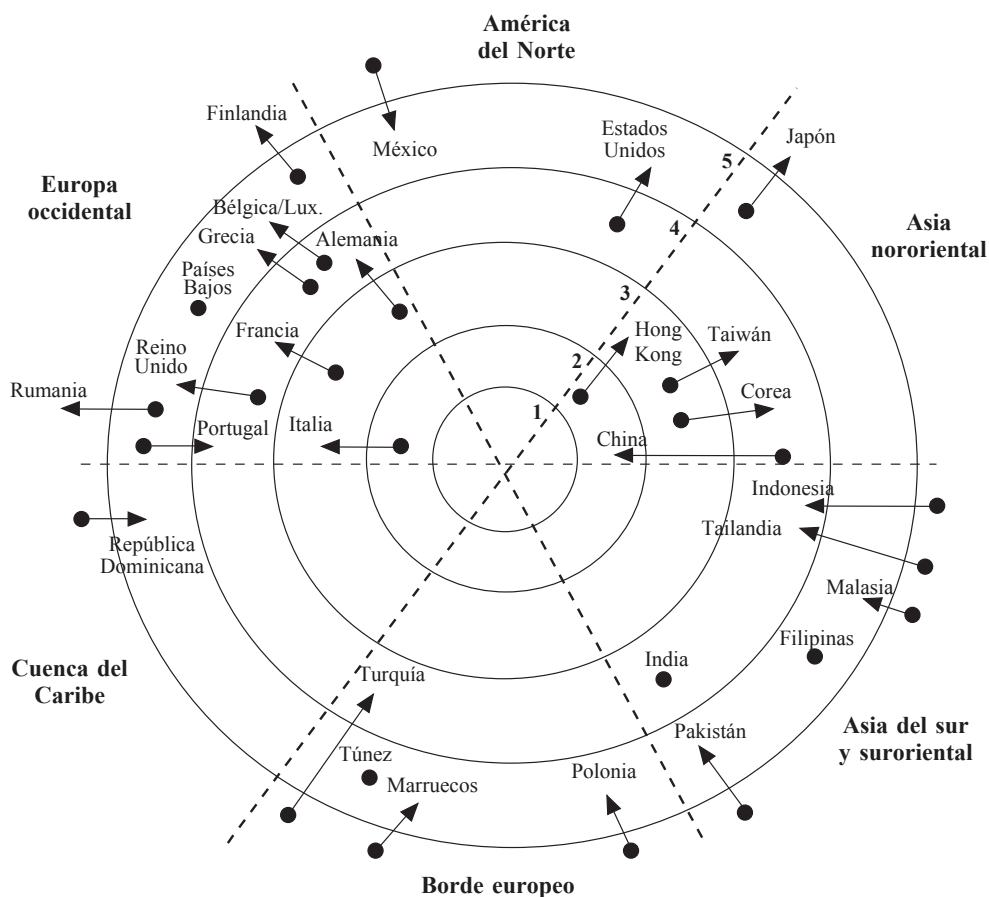 América
del Norte
Finlandia
México
Estados
Unidos
5
Japón
Europa
occidental
Bélgica/Lux.
Grecia
Alemania
4
Asia
nororiental
Países
Bajos
3
Francia
Hong
Kong
Taiwán
Reino
Unido
2
Rumania
Corea
Portugal
Italia
1
China
Indonesia
Tailandia
República
Dominicana
Malasia
Filipinas
India
Turquía
Cuenca del
Caribe
Pakistán
Asia del sur
y suroriental
Túnez
Marruecos
Polonia
Borde europeo